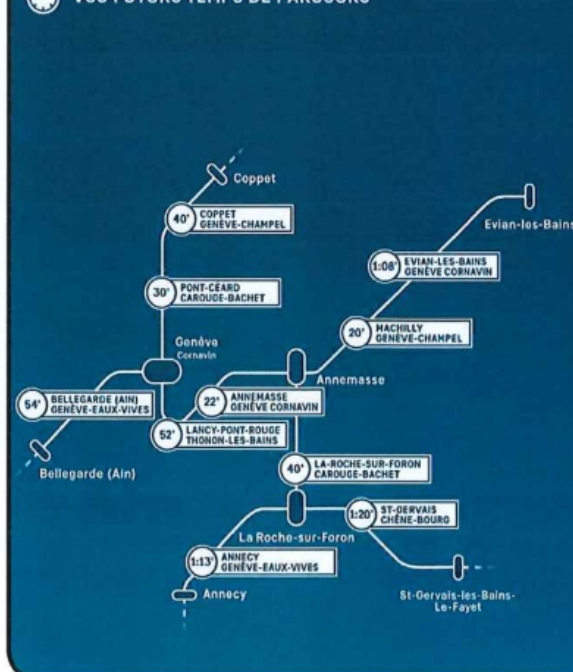 Coppet
40' COPPET
GENÈVE-CHAMPEL
Evian-les-Bains
1:06' EVIAN-LES-BAINS
GENÈVE CORNAVIN
30' PONT-CÉARD
CAROUGE-BACHET
20' MACHILLY
GENÈVE-CHAMPEL
Genève
Cornavin
Annemasse
54' BELLEGARDE (AIN)
GENÈVE-EAUX-VIVES
22' ANNEMASSE
GENÈVE CORNAVIN
52' LANCY-PONT-ROUGE
THONON-LES-BAINS
Bellegarde (Ain)
40' LA-ROCHE-SUR-FORON
CAROUGE-BACHET
1:20' ST-GERVAIS
CHÊNE-BOURG
La Roche-sur-Foron
1:13' ANNECY
GENÈVE-EAUX-VIVES
Annecy
St-Gervais-les-Bains-
Le-Fayet